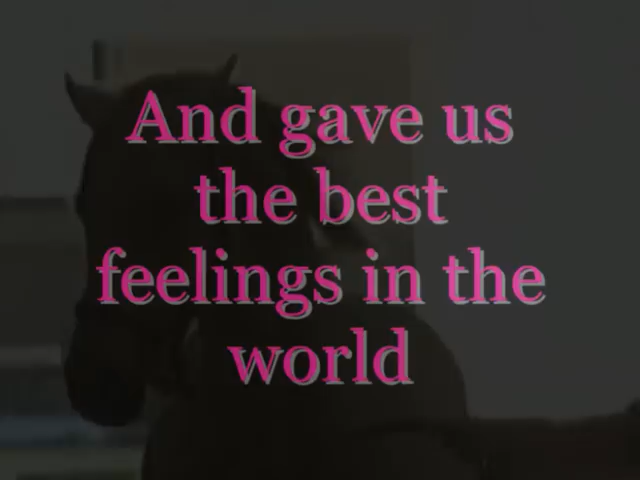 And gave us
the best
feelings in the
world